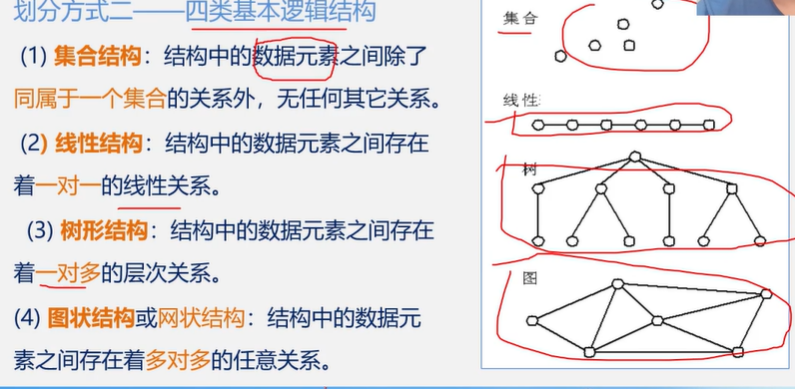 划分方式二——四类基本逻辑结构
(1) 集合结构：结构中的数据元素之间除了
同属于一个集合的关系外，无任何其它关系。
(2) 线性结构：结构中的数据元素之间存在
着一对一的线性关系。
(3) 树形结构：结构中的数据元素之间存在
着一对多的层次关系。
(4) 图状结构或网状结构：结构中的数据元
素之间存在着多对多的任意关系。
集合
线性
树
图